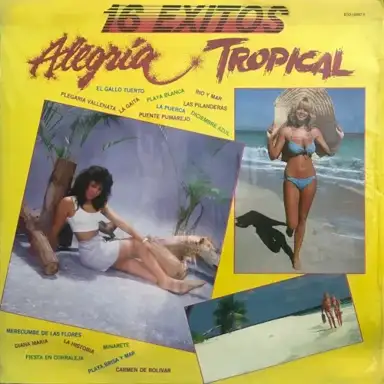 16 EXITOS
Alegría TROPICAL
EL GALLO TUERTO
RIO Y MAR
PLAYA BLANCA
PLEGARIA VALLENATA
LA GAITA
LAS PILANDERAS
LA PUERCA
DICIEMBRE AZUL
PUENTE PUMAREJO
MERECUMBE DE LAS FLORES
DIANA MARIA
LA HISTORIA
MINARETE
FIESTA EN CORRALEJA
PLAYA BRISA Y MAR
CARMEN DE BOLIVAR